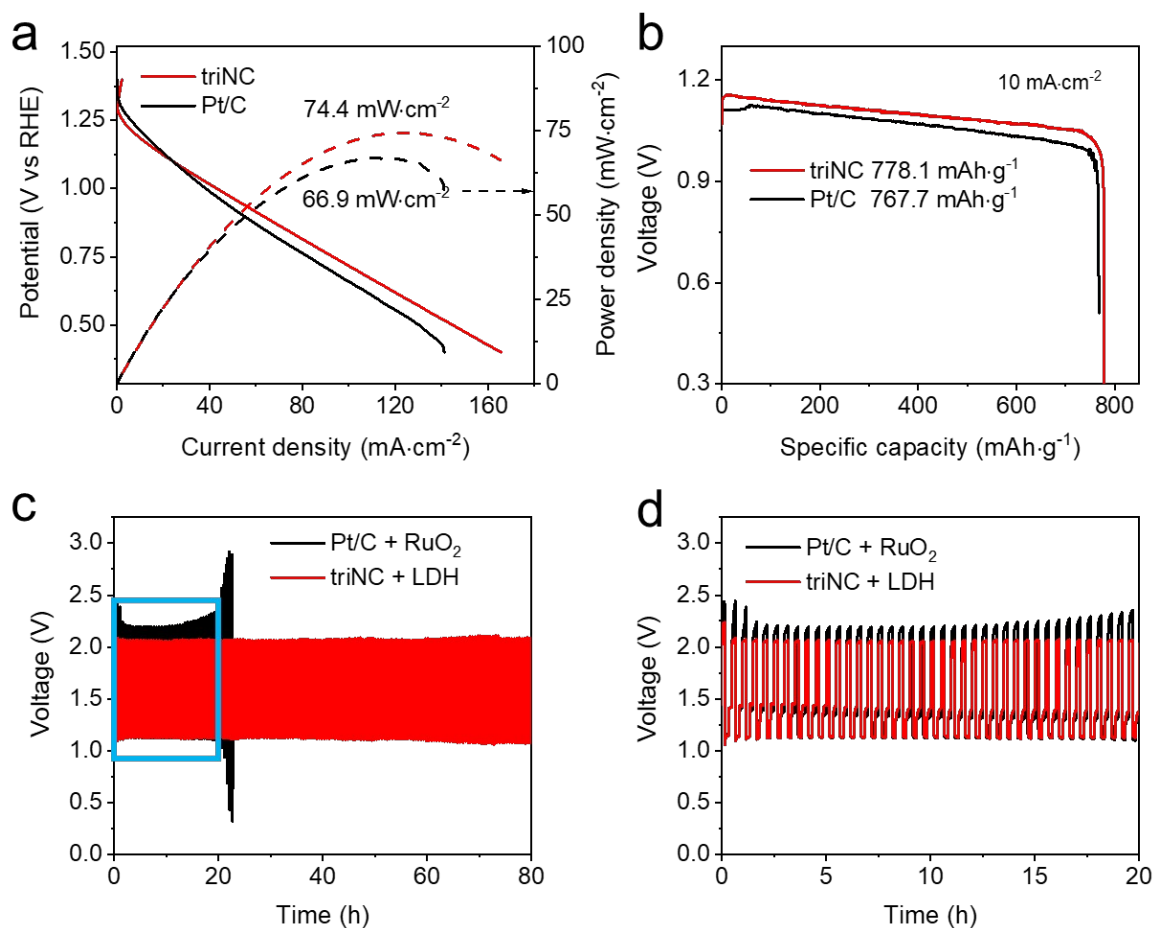 a
1.50
1.25
1.00
0.75
0.50
Potential (V vs RHE)
triNC
Pt/C
74.4 mW·cm⁻²
66.9 mW·cm⁻²
100
75
50
25
0
Power density (mW·cm⁻²)
0 40 80 120 160
Current density (mA·cm⁻²)
b
1.2
0.9
0.6
0.3
Voltage (V)
10 mA·cm⁻²
triNC 778.1 mAh·g⁻¹
Pt/C 767.7 mAh·g⁻¹
0 200 400 600 800
Specific capacity (mAh·g⁻¹)
c
3.0
2.5
2.0
1.5
1.0
0.5
0.0
Voltage (V)
Pt/C + RuO₂
triNC + LDH
0 20 40 60 80
Time (h)
d
3.0
2.5
2.0
1.5
1.0
0.5
0.0
Voltage (V)
Pt/C + RuO₂
triNC + LDH
0 5 10 15 20
Time (h)